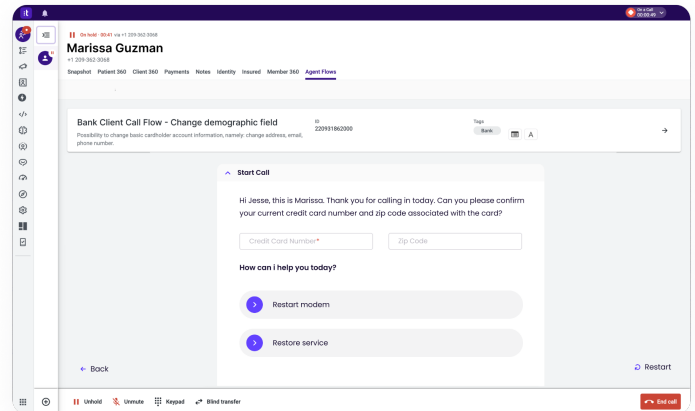 it
On a Call
00:00:49
On hold · 00:41 via +1 209-362-3068
Marissa Guzman
+1 209-362-3068
Snapshot Patient 360 Client 360 Payments Notes Identity Insured Member 360 Agent Flows
Bank Client Call Flow - Change demographic field
Possibility to change basic cardholder account information, namely: change address, email,
phone number.
ID
220931862000
Tags
Bank
A
Start Call
Hi Jesse, this is Marissa. Thank you for calling in today. Can you please confirm
your current credit card number and zip code associated with the card?
Credit Card Number*
Zip Code
How can i help you today?
Restart modem
Restore service
Back
Restart
Unhold Unmute Keypad Blind transfer
End call